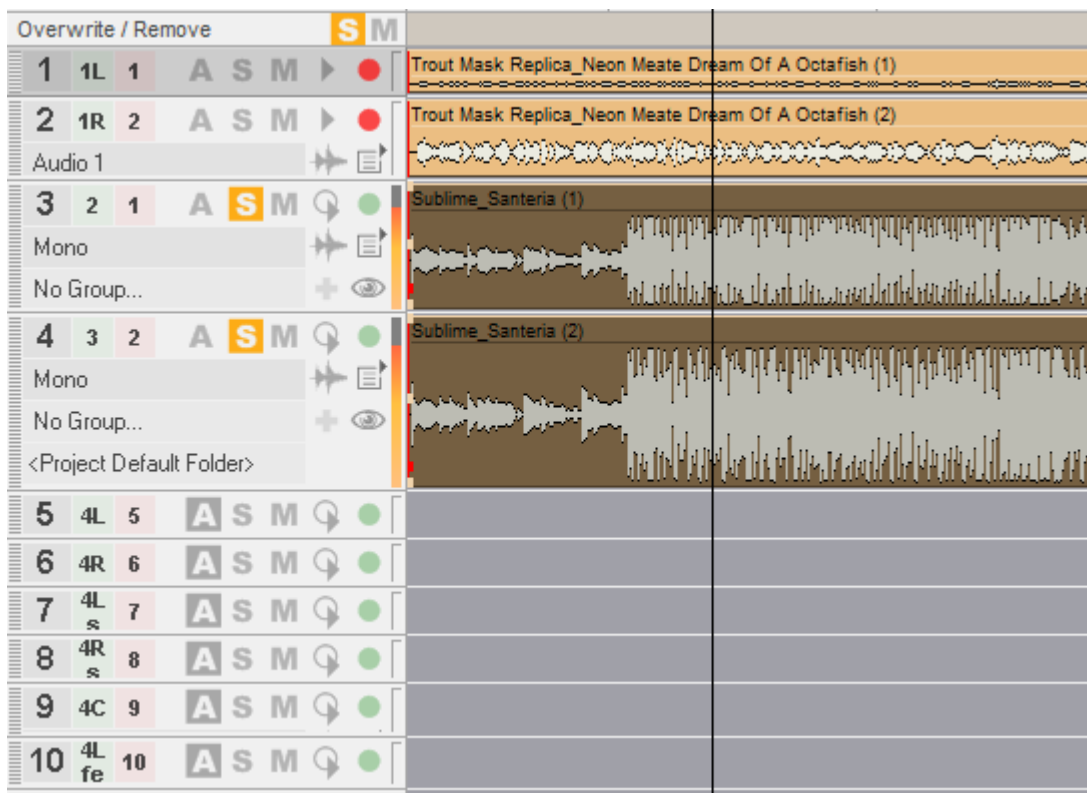 Overwrite / Remove S M
1 1L 1 A S M Trout Mask Replica_Neon Meate Dream Of A Octafish (1)
2 1R 2 A S M Trout Mask Replica_Neon Meate Dream Of A Octafish (2)
Audio 1
3 2 1 A S M Sublime_Santeria (1)
Mono
No Group...
4 3 2 A S M Sublime_Santeria (2)
Mono
No Group...
<Project Default Folder>
5 4L 5 A S M
6 4R 6 A S M
7 4L s 7 A S M
8 4R s 8 A S M
9 4C 9 A S M
10 4L fe 10 A S M